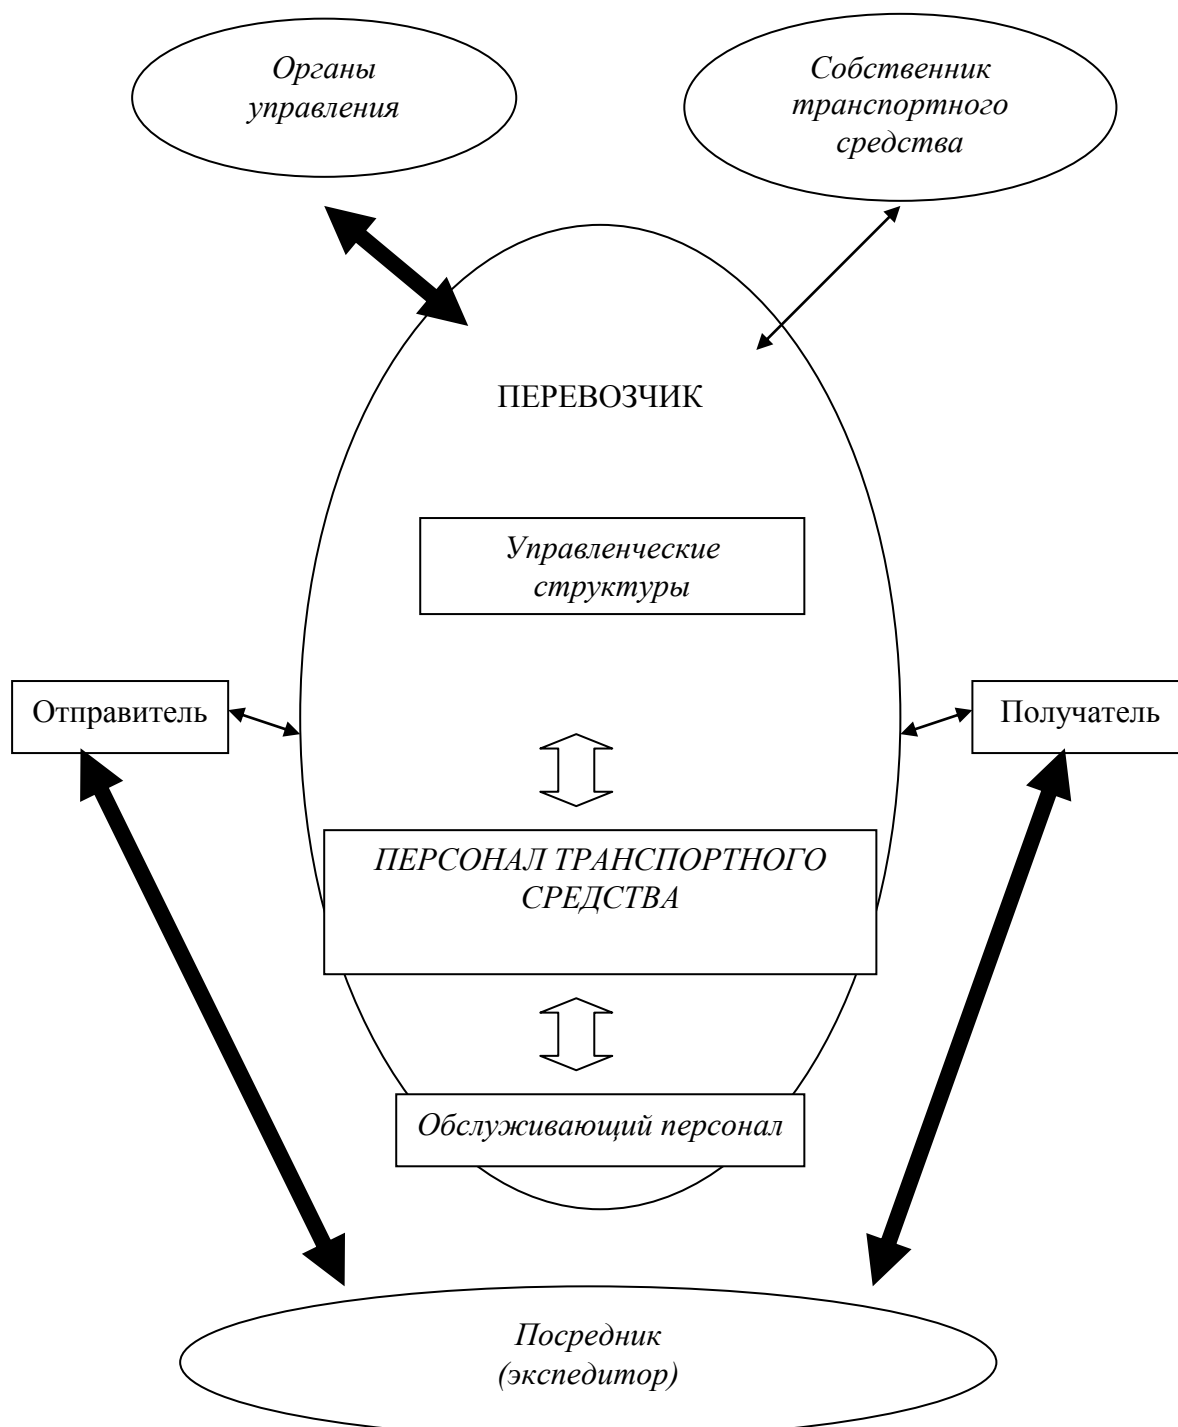 Органы
управления
Собственник
транспортного
средства
ПЕРЕВОЗЧИК
Управленческие
структуры
Отправитель
Получатель
ПЕРСОНАЛ ТРАНСПОРТНОГО
СРЕДСТВА
Обслуживающий персонал
Посредник
(экспедитор)